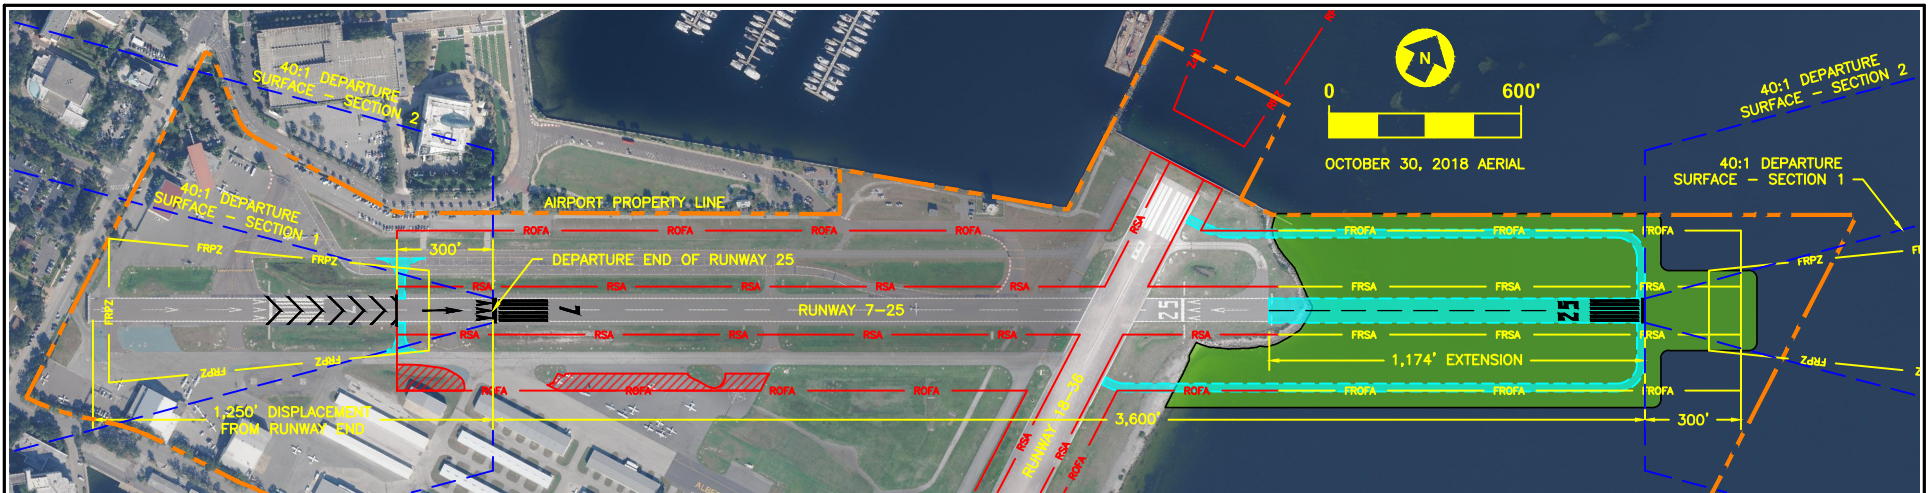 40:1 DEPARTURE
SURFACE - SECTION 2
40:1 DEPARTURE
SURFACE - SECTION 1
N
0 600'
OCTOBER 30, 2018 AERIAL
40:1 DEPARTURE
SURFACE - SECTION 2
40:1 DEPARTURE
SURFACE - SECTION 1
RPZ
AIRPORT PROPERTY LINE
ROFA ROFA ROFA ROFA
RSA
FROFA FROFA FROFA
FRPZ
FRPZ
FRPZ
300'
DEPARTURE END OF RUNWAY 25
FRPZ
RSA RSA RSA RSA RSA
FRSA FRSA FRSA
7
RUNWAY 7-25
25
25
RSA RSA RSA RSA RSA
RSA
FRSA FRSA FRSA
FRPZ
FRPZ
FRPZ
1,174' EXTENSION
ROFA ROFA ROFA ROFA
ROFA
FROFA FROFA FROFA
1,250' DISPLACEMENT
FROM RUNWAY END
3,600'
300'
RUNWAY 18-36
RSA
RSA
ROFA